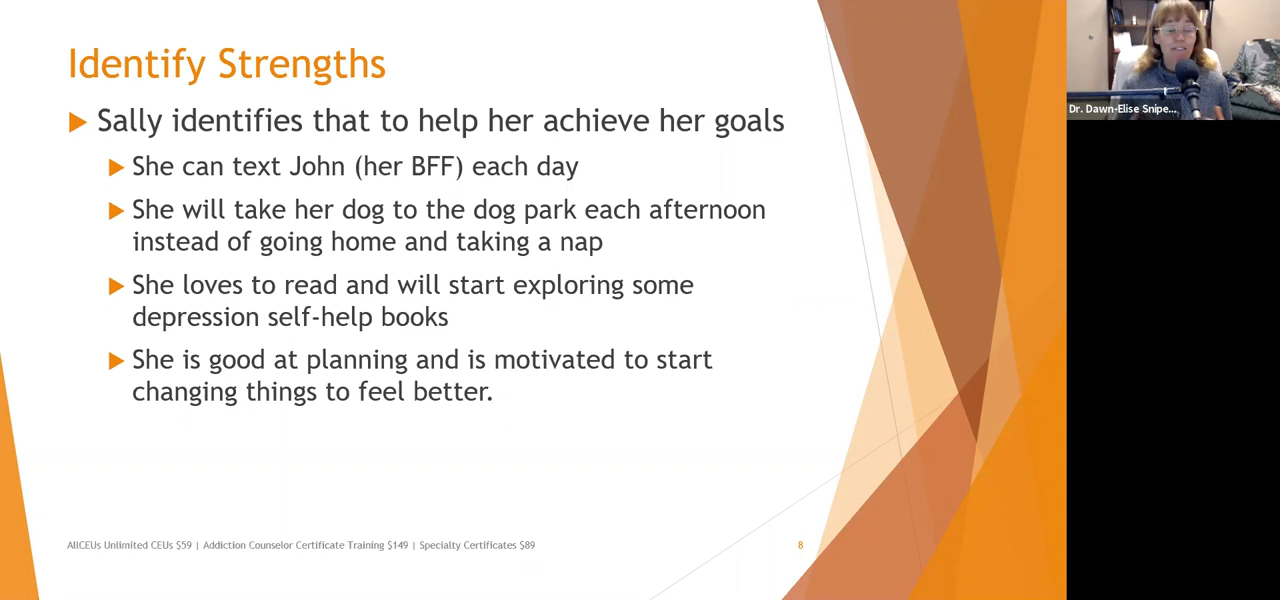 Identify Strengths
Sally identifies that to help her achieve her goals
She can text John (her BFF) each day
She will take her dog to the dog park each afternoon
instead of going home and taking a nap
She loves to read and will start exploring some
depression self-help books
She is good at planning and is motivated to start
changing things to feel better.
AllCEUs Unlimited CEUs $59 | Addiction Counselor Certificate Training $149 | Specialty Certificates $89
8
Dr. Dawn-Elise Snipe...